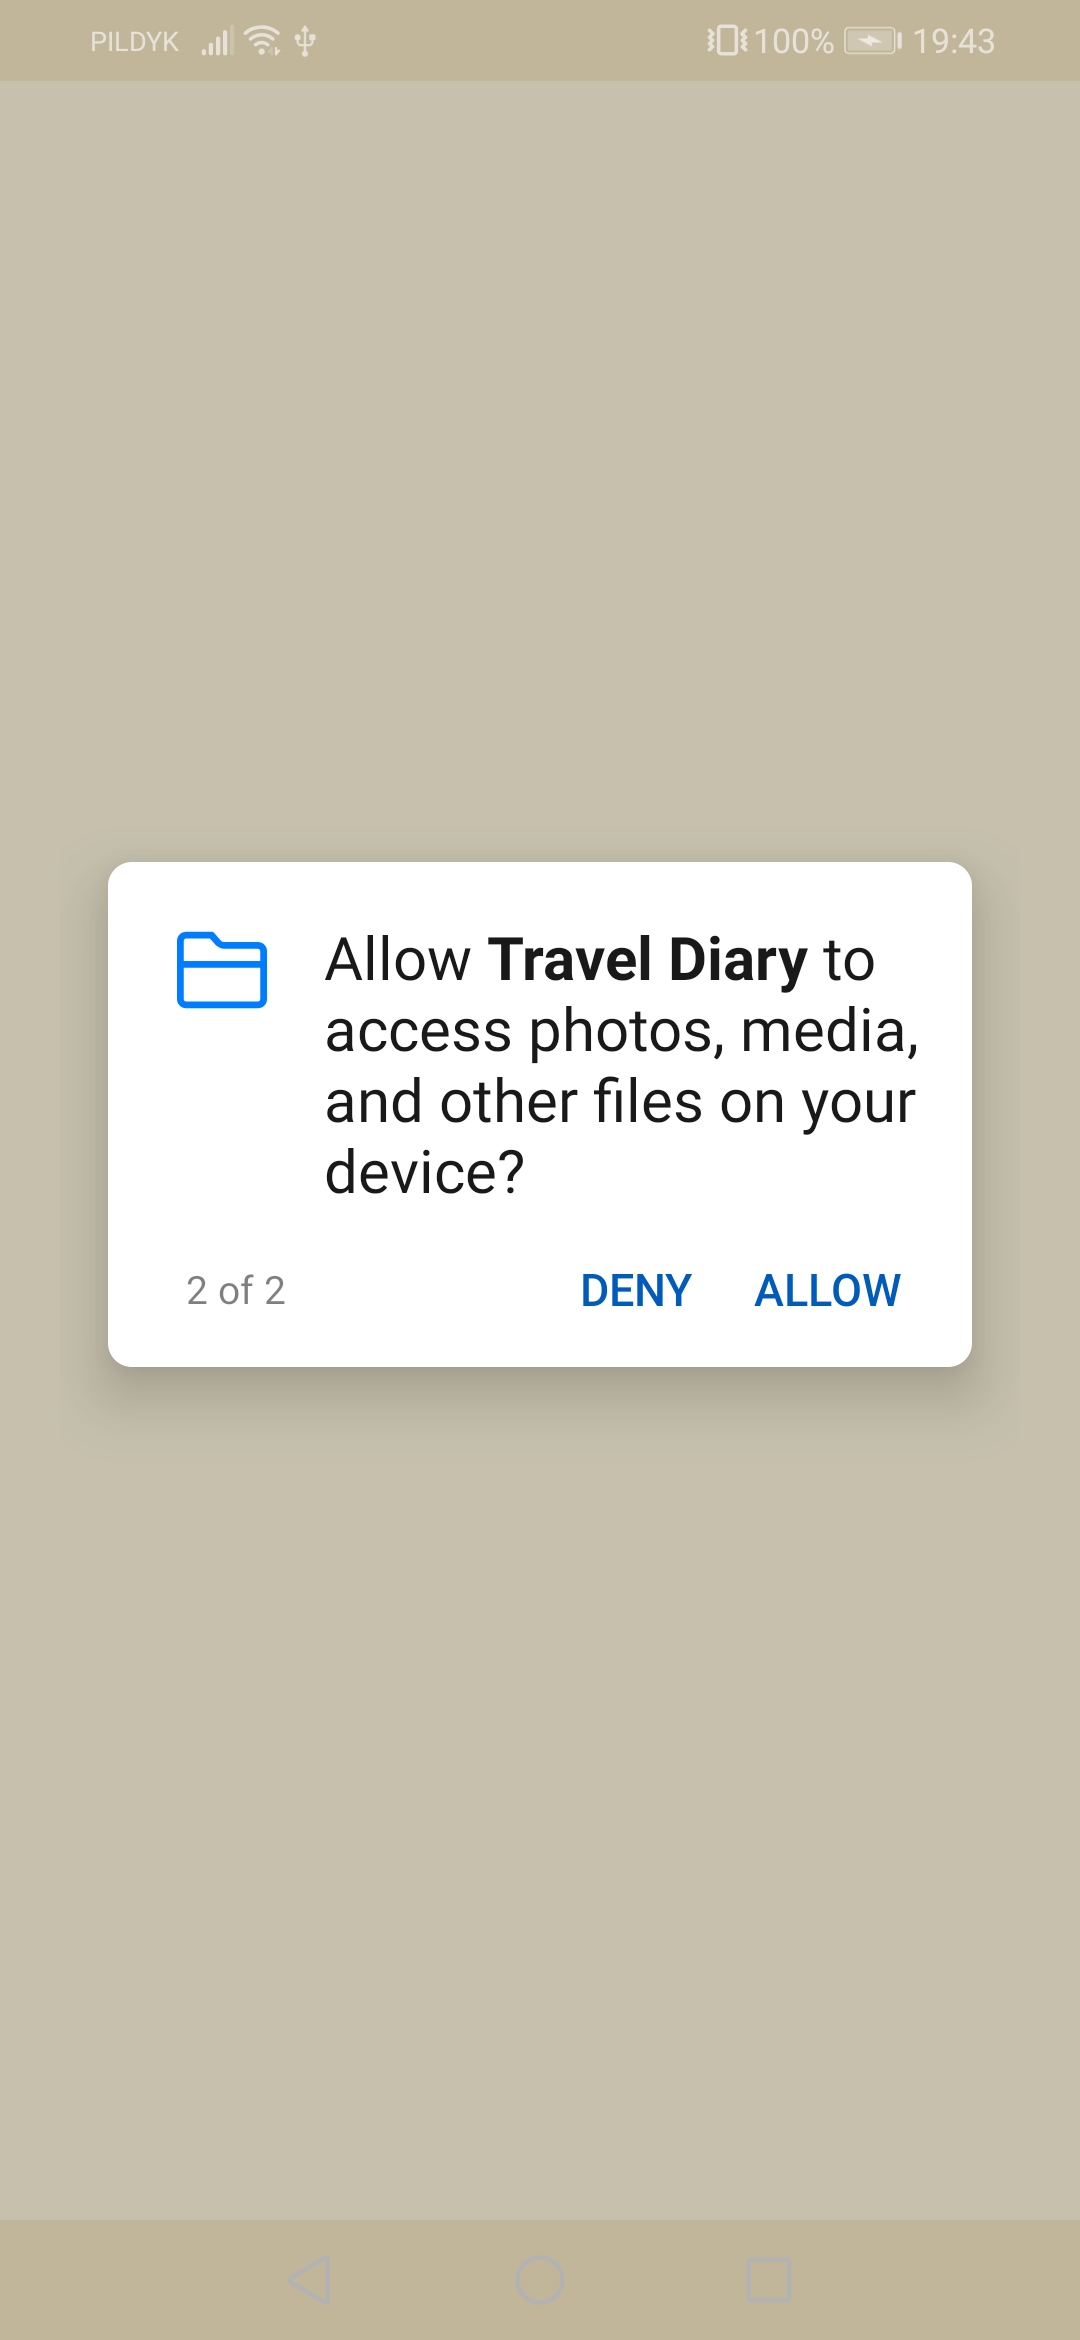 PILDYK 100% 19:43
Allow Travel Diary to
access photos, media,
and other files on your
device?
2 of 2 DENY ALLOW